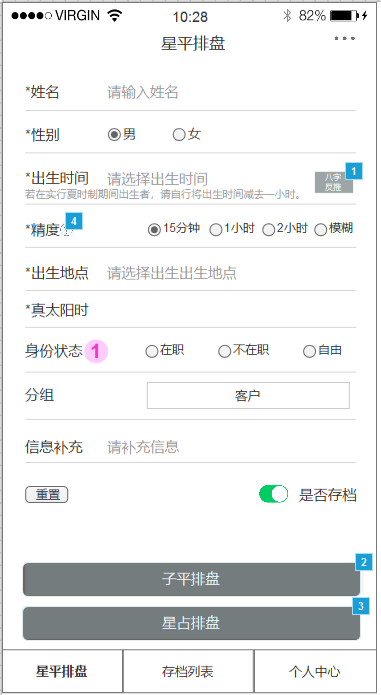 VIRGIN 10:28 82%
星平排盘
*姓名 请输入姓名
*性别 男 女
*出生时间 请选择出生时间 八字反推 1
若在实行夏时制期间出生者，请自行将出生时间减去一小时。
*精度 4 15分钟 1小时 2小时 模糊
*出生地点 请选择出生出生地点
*真太阳时
身份状态 1 在职 不在职 自由
分组 客户
信息补充 请补充信息
重置 是否存档
子平排盘 2
星占排盘 3
星平排盘 存档列表 个人中心